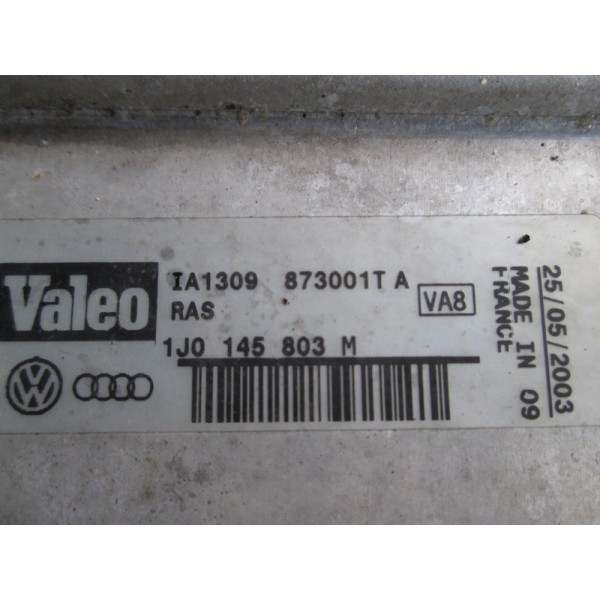 Valeo
IA1309 873001T A
RAS
VA8
1J0 145 803 M
25/05/2003
MADE IN 09
FRANCE